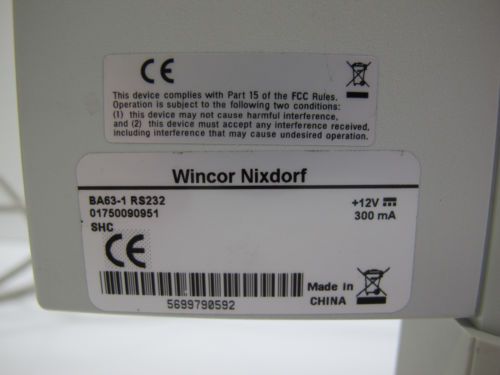 CE
This device complies with Part 15 of the FCC Rules.
Operation is subject to the following two conditions:
(1) this device may not cause harmful interference,
and (2) this device must accept any interference received,
including interference that may cause undesired operation.
Wincor Nixdorf
BA63-1 RS232
01750090951
SHC
+12V
300 mA
CE
5699790592
Made in
CHINA